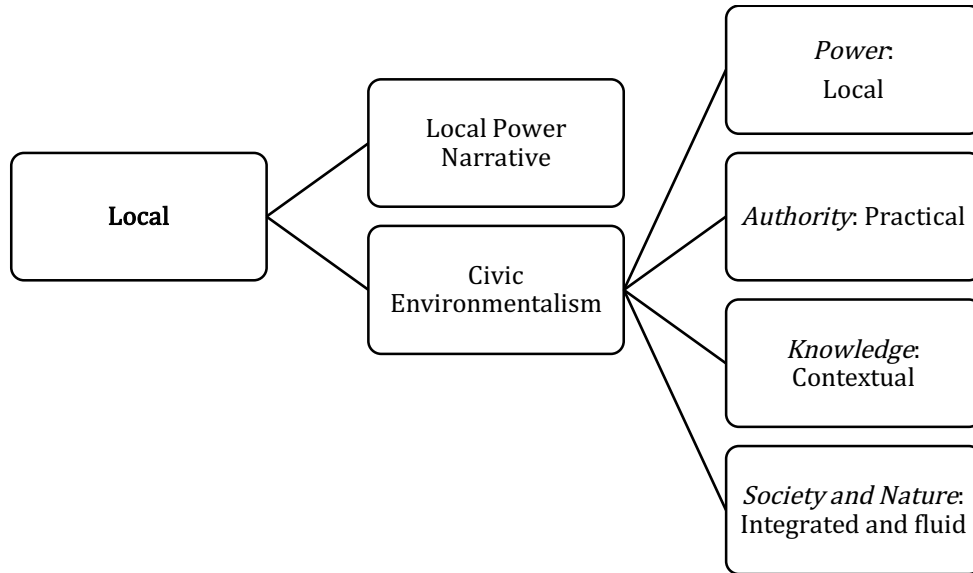 Local
Local Power
Narrative
Civic
Environmentalism
Power:
Local
Authority: Practical
Knowledge:
Contextual
Society and Nature:
Integrated and fluid